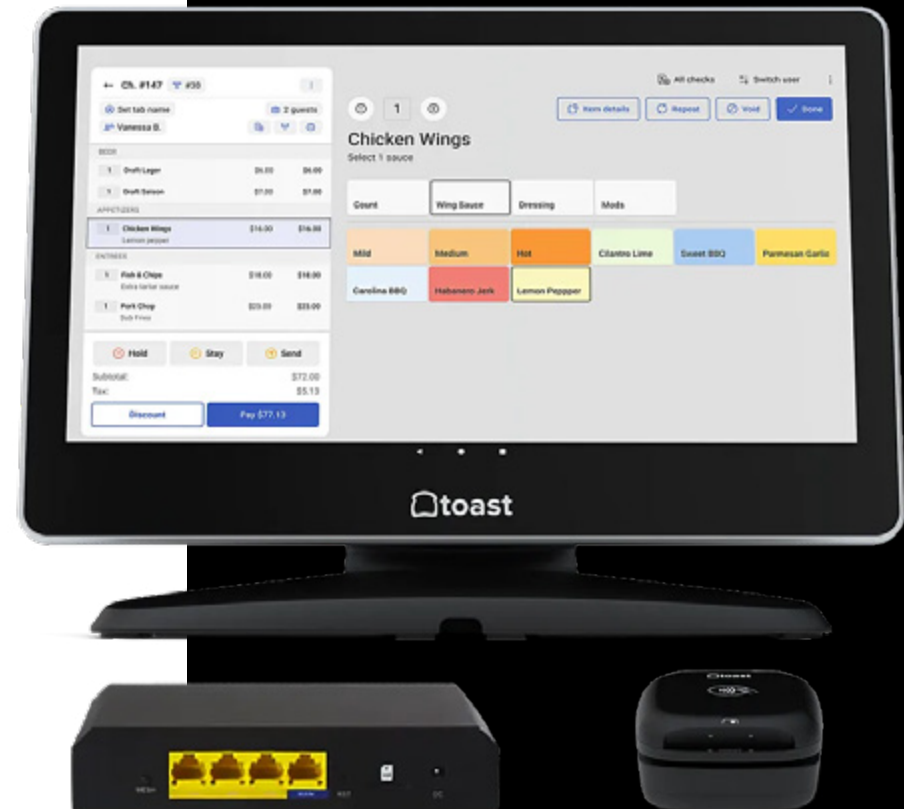 ← Ch. #147 #30
Set tab name 2 guests
Vanessa B.
BEER
1 Draft Lager $6.00 $6.00
1 Draft Saison $7.00 $7.00
APPETIZERS
1 Chicken Wings $16.00 $16.00
Lemon pepper
ENTREES
1 Fish & Chips $18.00 $18.00
Extra tartar sauce
1 Pork Chop $25.00 $25.00
Sub Fries
Hold Stay Send
Subtotal: $72.00
Tax: $5.13
Discount Pay $77.13
All checks Switch user
1
Item details Repeat Void Done
Chicken Wings
Select 1 sauce
Count Wing Sauce Dressing Mods
Mild Medium Hot Cilantro Lime Sweet BBQ Parmesan Garlic
Carolina BBQ Habanero Jerk Lemon Peppper
toast
toast
MESH
RST
DC